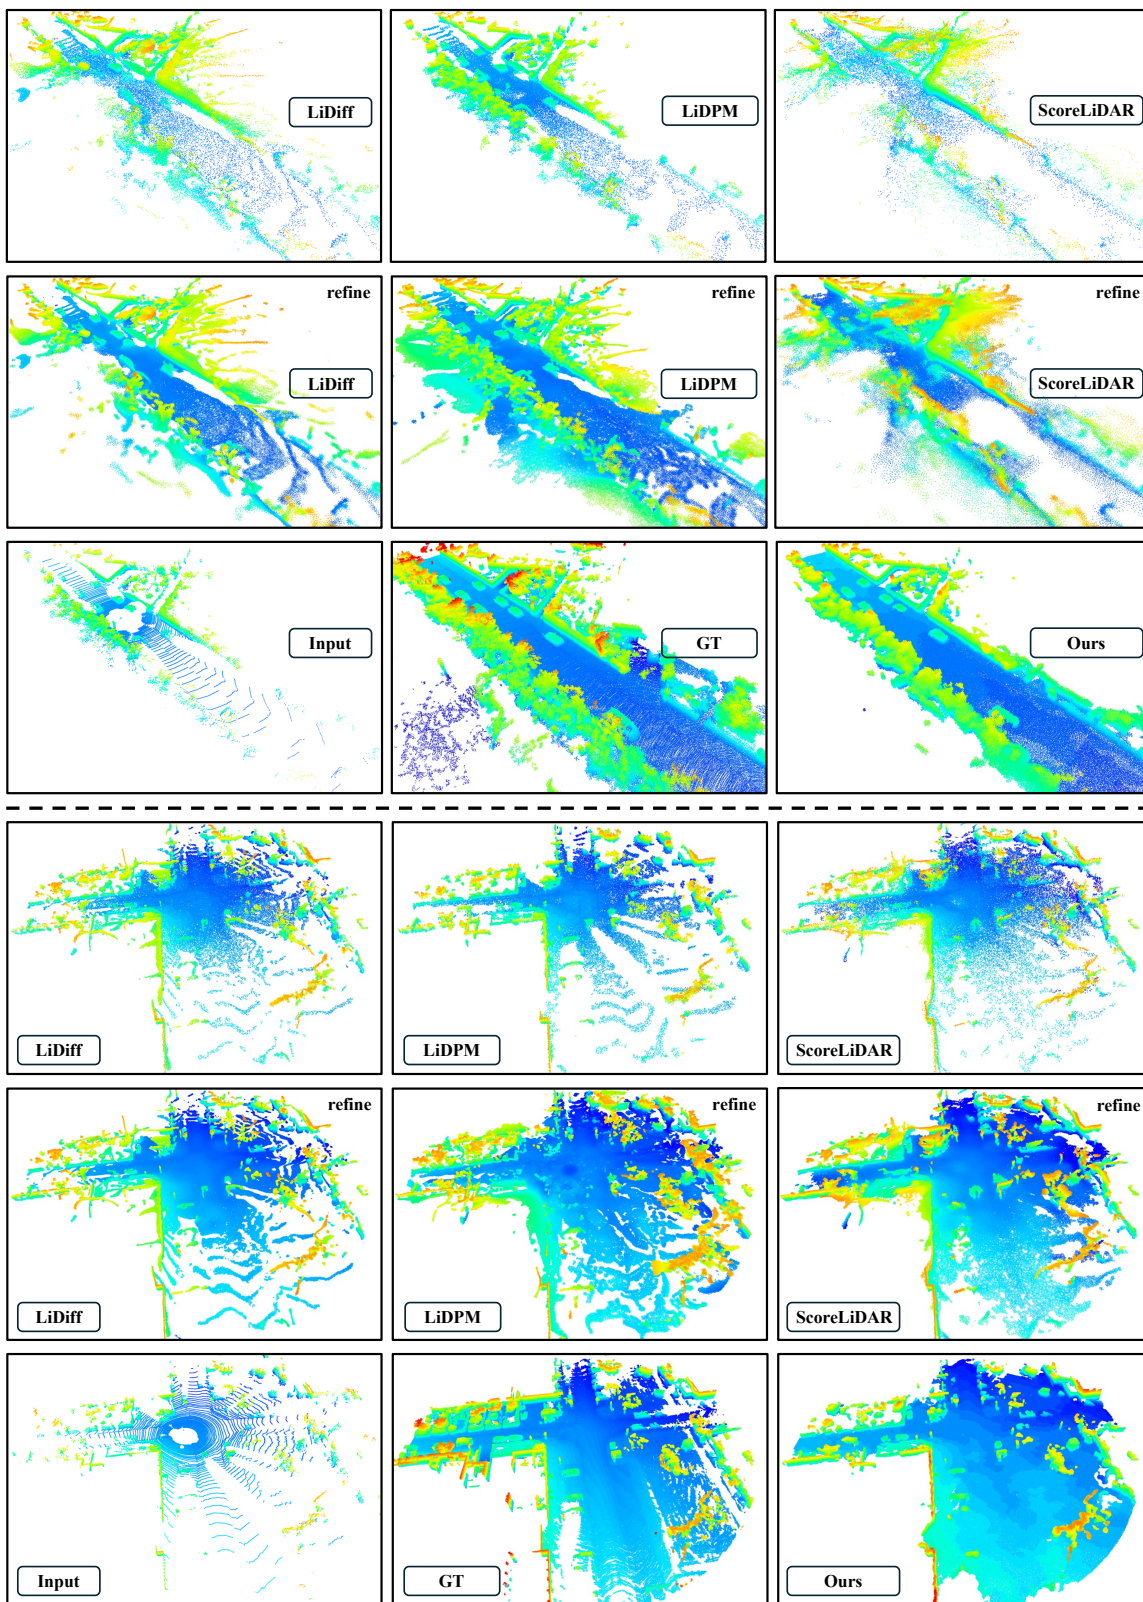 LiDiff
LiDPM
ScoreLiDAR
refine
LiDiff
refine
LiDPM
refine
ScoreLiDAR
Input
GT
Ours
LiDiff
LiDPM
ScoreLiDAR
refine
LiDiff
refine
LiDPM
refine
ScoreLiDAR
Input
GT
Ours